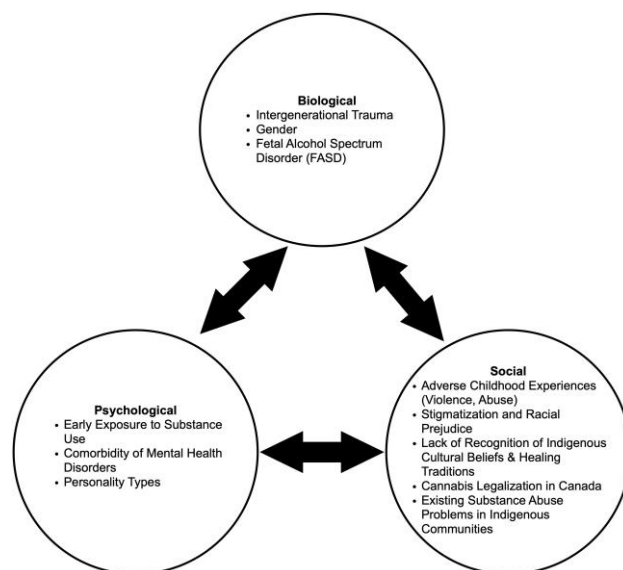 Biological
• Intergenerational Trauma
• Gender
• Fetal Alcohol Spectrum
Disorder (FASD)
Psychological
• Early Exposure to Substance
Use
• Comorbidity of Mental Health
Disorders
• Personality Types
Social
• Adverse Childhood Experiences
(Violence, Abuse)
• Stigmatization and Racial
Prejudice
• Lack of Recognition of Indigenous
Cultural Beliefs & Healing
Traditions
• Cannabis Legalization in Canada
• Existing Substance Abuse
Problems in Indigenous
Communities